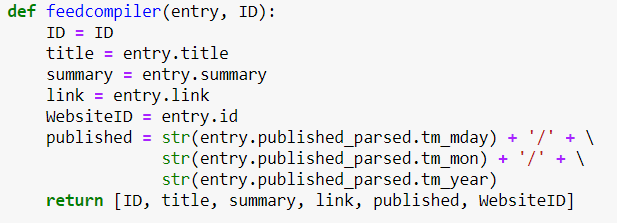 def feedcompiler(entry, ID):
    ID = ID
    title = entry.title
    summary = entry.summary
    link = entry.link
    WebsiteID = entry.id
    published = str(entry.published_parsed.tm_mday) + '/' + \
                str(entry.published_parsed.tm_mon) + '/' + \
                str(entry.published_parsed.tm_year)
    return [ID, title, summary, link, published, WebsiteID]